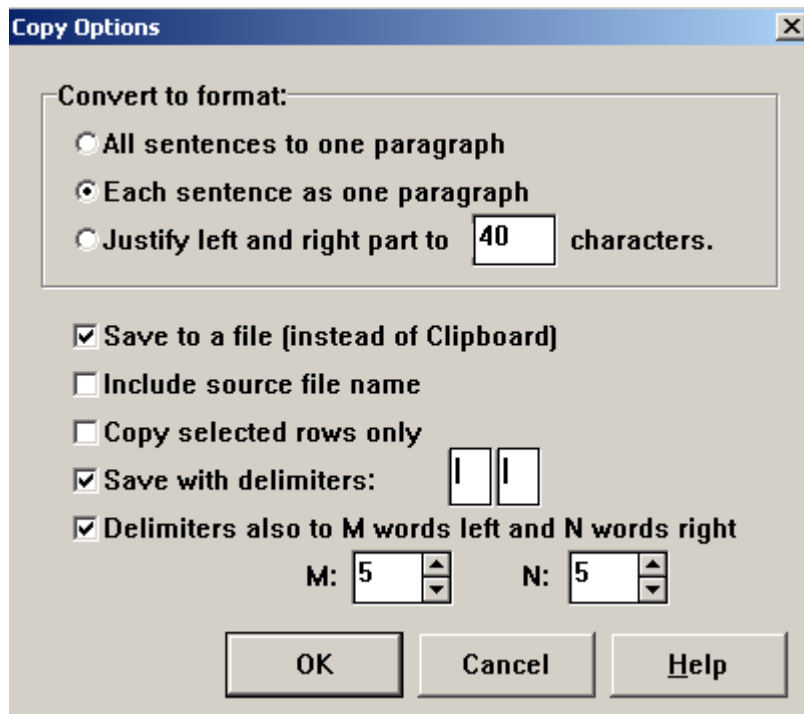 Copy Options
Convert to format:
All sentences to one paragraph
Each sentence as one paragraph
Justify left and right part to 40 characters.
Save to a file (instead of Clipboard)
Include source file name
Copy selected rows only
Save with delimiters: | |
Delimiters also to M words left and N words right
M: 5 N: 5
OK Cancel Help